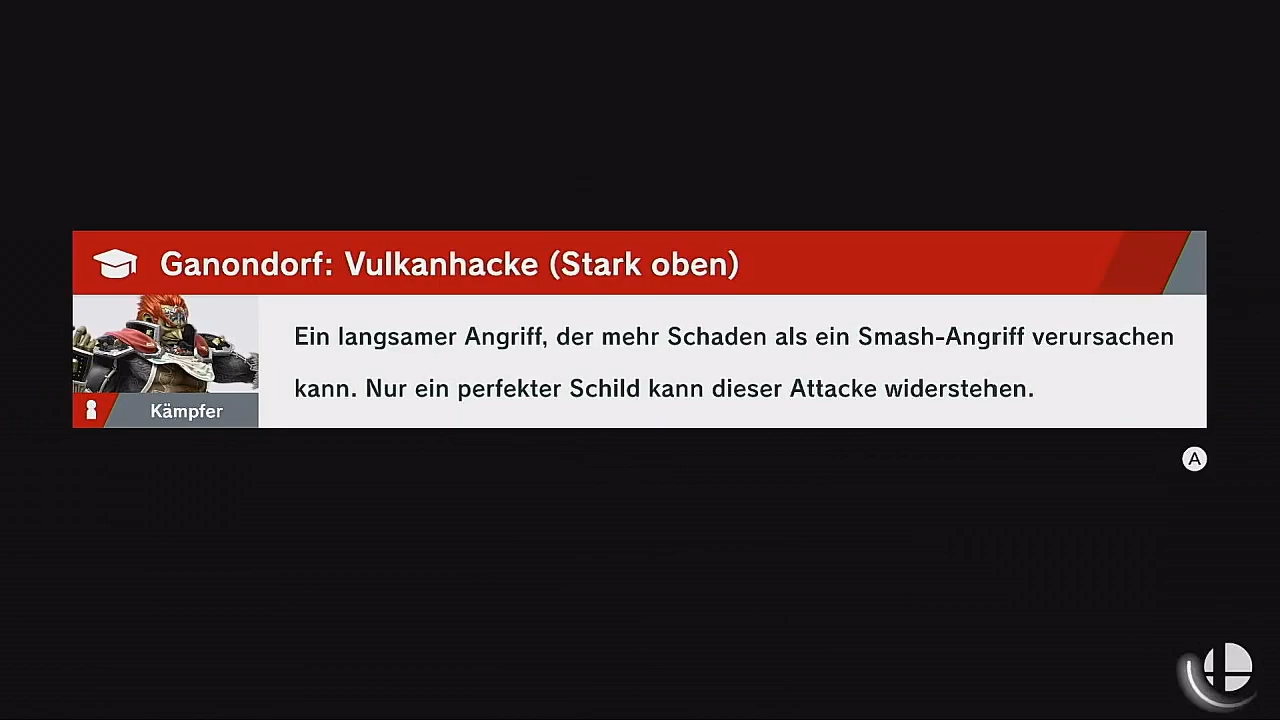 Ganondorf: Vulkanhacke (Stark oben)
Ein langsamer Angriff, der mehr Schaden als ein Smash-Angriff verursachen
kann. Nur ein perfekter Schild kann dieser Attacke widerstehen.
Kämpfer
A